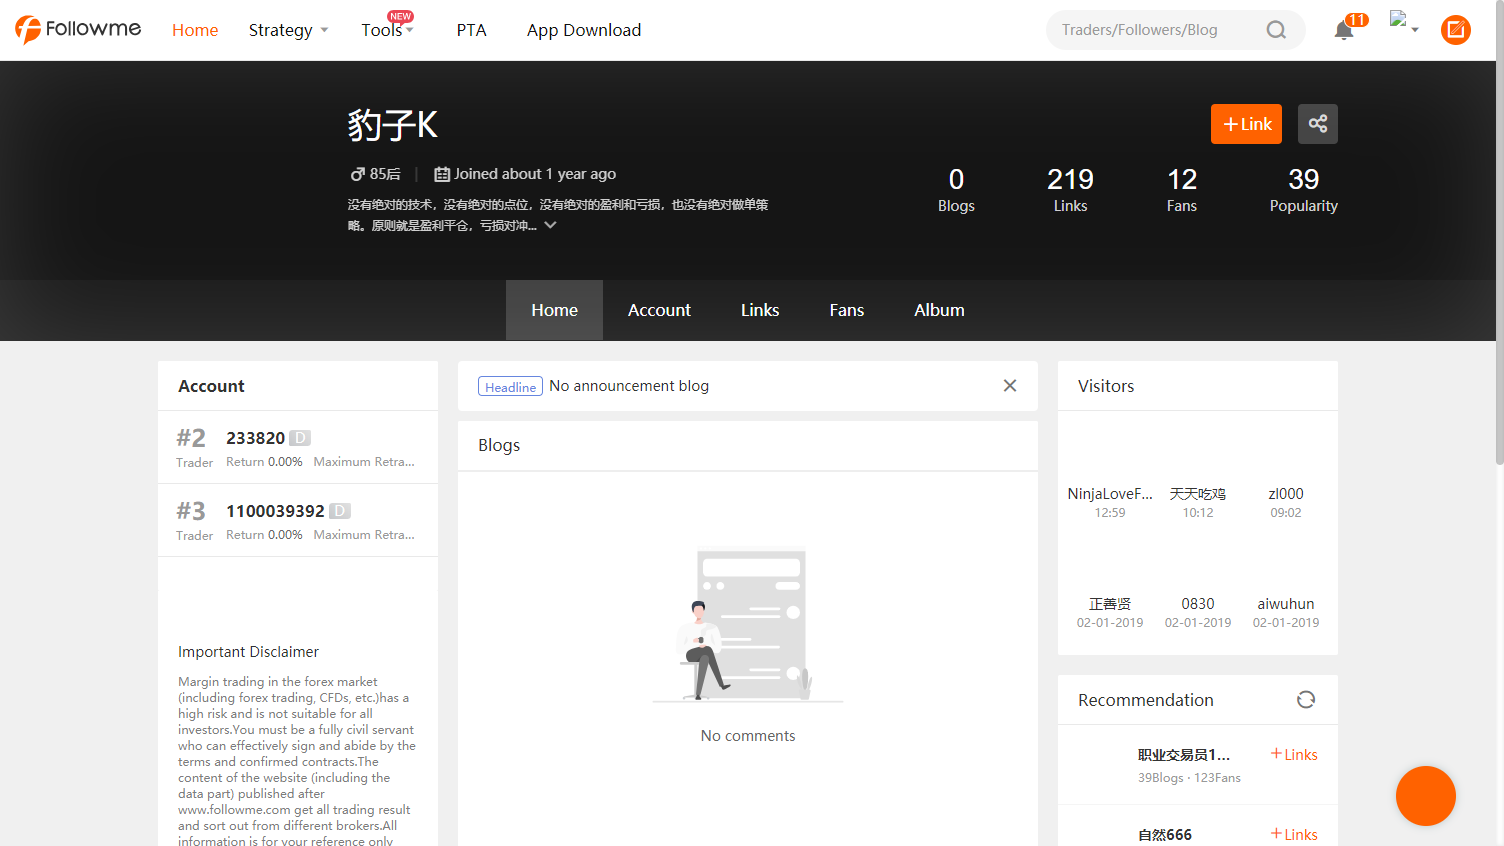 Followme Home Strategy Tools NEW PTA App Download Traders/Followers/Blog 11
豹子K
+Link
85后 | Joined about 1 year ago
没有绝对的技术，没有绝对的点位，没有绝对的盈利和亏损，也没有绝对做单策
略。原则就是盈利平仓，亏损对冲...
0 219 12 39
Blogs Links Fans Popularity
Home Account Links Fans Album
Account
#2 233820 D
Trader Return 0.00% Maximum Retra...
#3 1100039392 D
Trader Return 0.00% Maximum Retra...
Important Disclaimer
Margin trading in the forex market
(including forex trading, CFDs, etc.)has a
high risk and is not suitable for all
investors.You must be a fully civil servant
who can effectively sign and abide by the
terms and confirmed contracts.The
content of the website (including the
data part) published after
www.followme.com get all trading result
and sort out from different brokers.All
information is for your reference only
Headline No announcement blog
Blogs
No comments
Visitors
NinjaLoveF... 天天吃鸡 zl000
12:59 10:12 09:02
正善贤 0830 aiwuhun
02-01-2019 02-01-2019 02-01-2019
Recommendation
职业交易员1... +Links
39Blogs · 123Fans
自然666 +Links